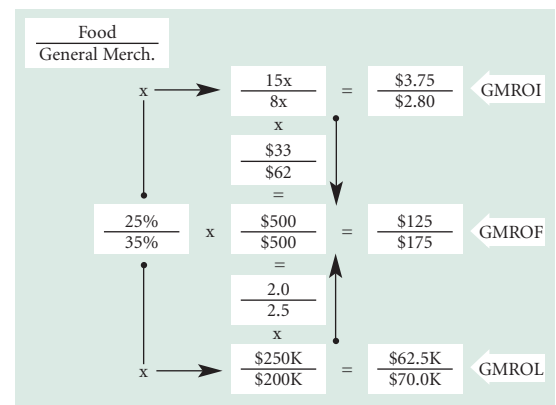 Food
General Merch.
x 15x = $3.75 GMROI
8x $2.80
x
$33
$62
=
25% x $500 = $125 GMROF
35% $500 $175
=
2.0
2.5
x
x $250K = $62.5K GMROL
$200K $70.0K